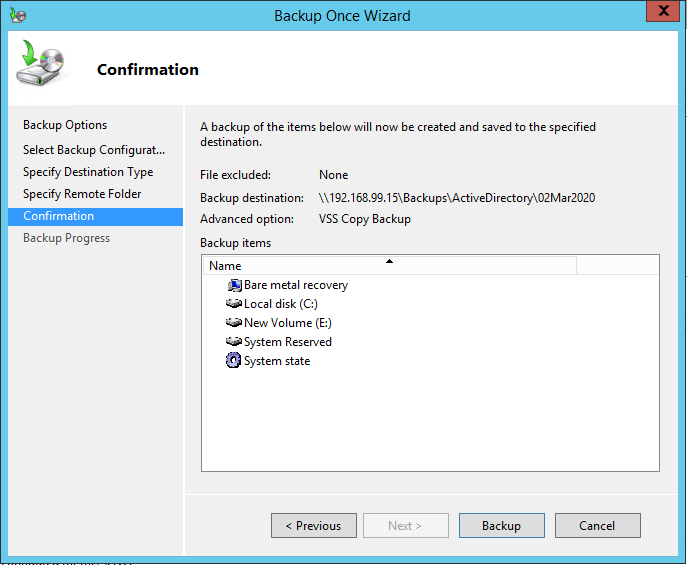 Backup Once Wizard
X
Confirmation
Backup Options
Select Backup Configurat...
Specify Destination Type
Specify Remote Folder
Confirmation
Backup Progress
A backup of the items below will now be created and saved to the specified
destination.
File excluded: None
Backup destination: \\192.168.99.15\Backups\ActiveDirectory\02Mar2020
Advanced option: VSS Copy Backup
Backup items
Name
Bare metal recovery
Local disk (C:)
New Volume (E:)
System Reserved
System state
< Previous Next > Backup Cancel